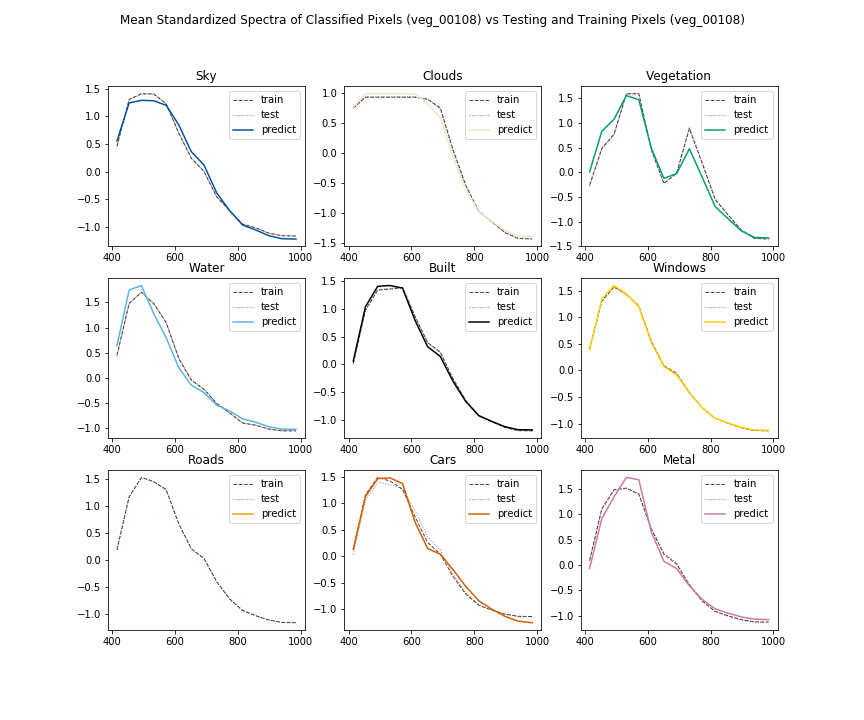 Mean Standardized Spectra of Classified Pixels (veg_00108) vs Testing and Training Pixels (veg_00108)
Sky
Clouds
Vegetation
1.5
1.0
0.5
0.0
−0.5
−1.0
400
600
800
1000
train
test
predict
1.0
0.5
0.0
−0.5
−1.0
−1.5
400
600
800
1000
train
test
predict
1.5
1.0
0.5
0.0
−0.5
−1.0
−1.5
400
600
800
1000
train
test
predict
Water
Built
Windows
1.5
1.0
0.5
0.0
−0.5
−1.0
400
600
800
1000
train
test
predict
1.5
1.0
0.5
0.0
−0.5
−1.0
400
600
800
1000
train
test
predict
1.5
1.0
0.5
0.0
−0.5
−1.0
400
600
800
1000
train
test
predict
Roads
Cars
Metal
1.5
1.0
0.5
0.0
−0.5
−1.0
400
600
800
1000
train
test
predict
1.5
1.0
0.5
0.0
−0.5
−1.0
400
600
800
1000
train
test
predict
1.5
1.0
0.5
0.0
−0.5
−1.0
400
600
800
1000
train
test
predict